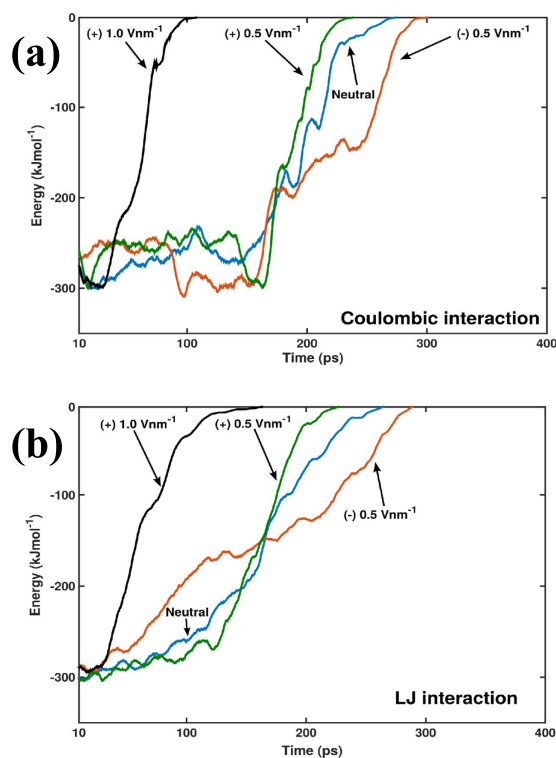 (a)
(+) 1.0 Vnm-1
(+) 0.5 Vnm-1
(-) 0.5 Vnm-1
Neutral
0
-100
-200
-300
Energy (kJmol-1)
Coulombic interaction
10
100
200
300
400
Time (ps)
(b)
(+) 1.0 Vnm-1
(+) 0.5 Vnm-1
(-) 0.5 Vnm-1
Neutral
0
-100
-200
-300
Energy (kJmol-1)
LJ interaction
10
100
200
300
400
Time (ps)